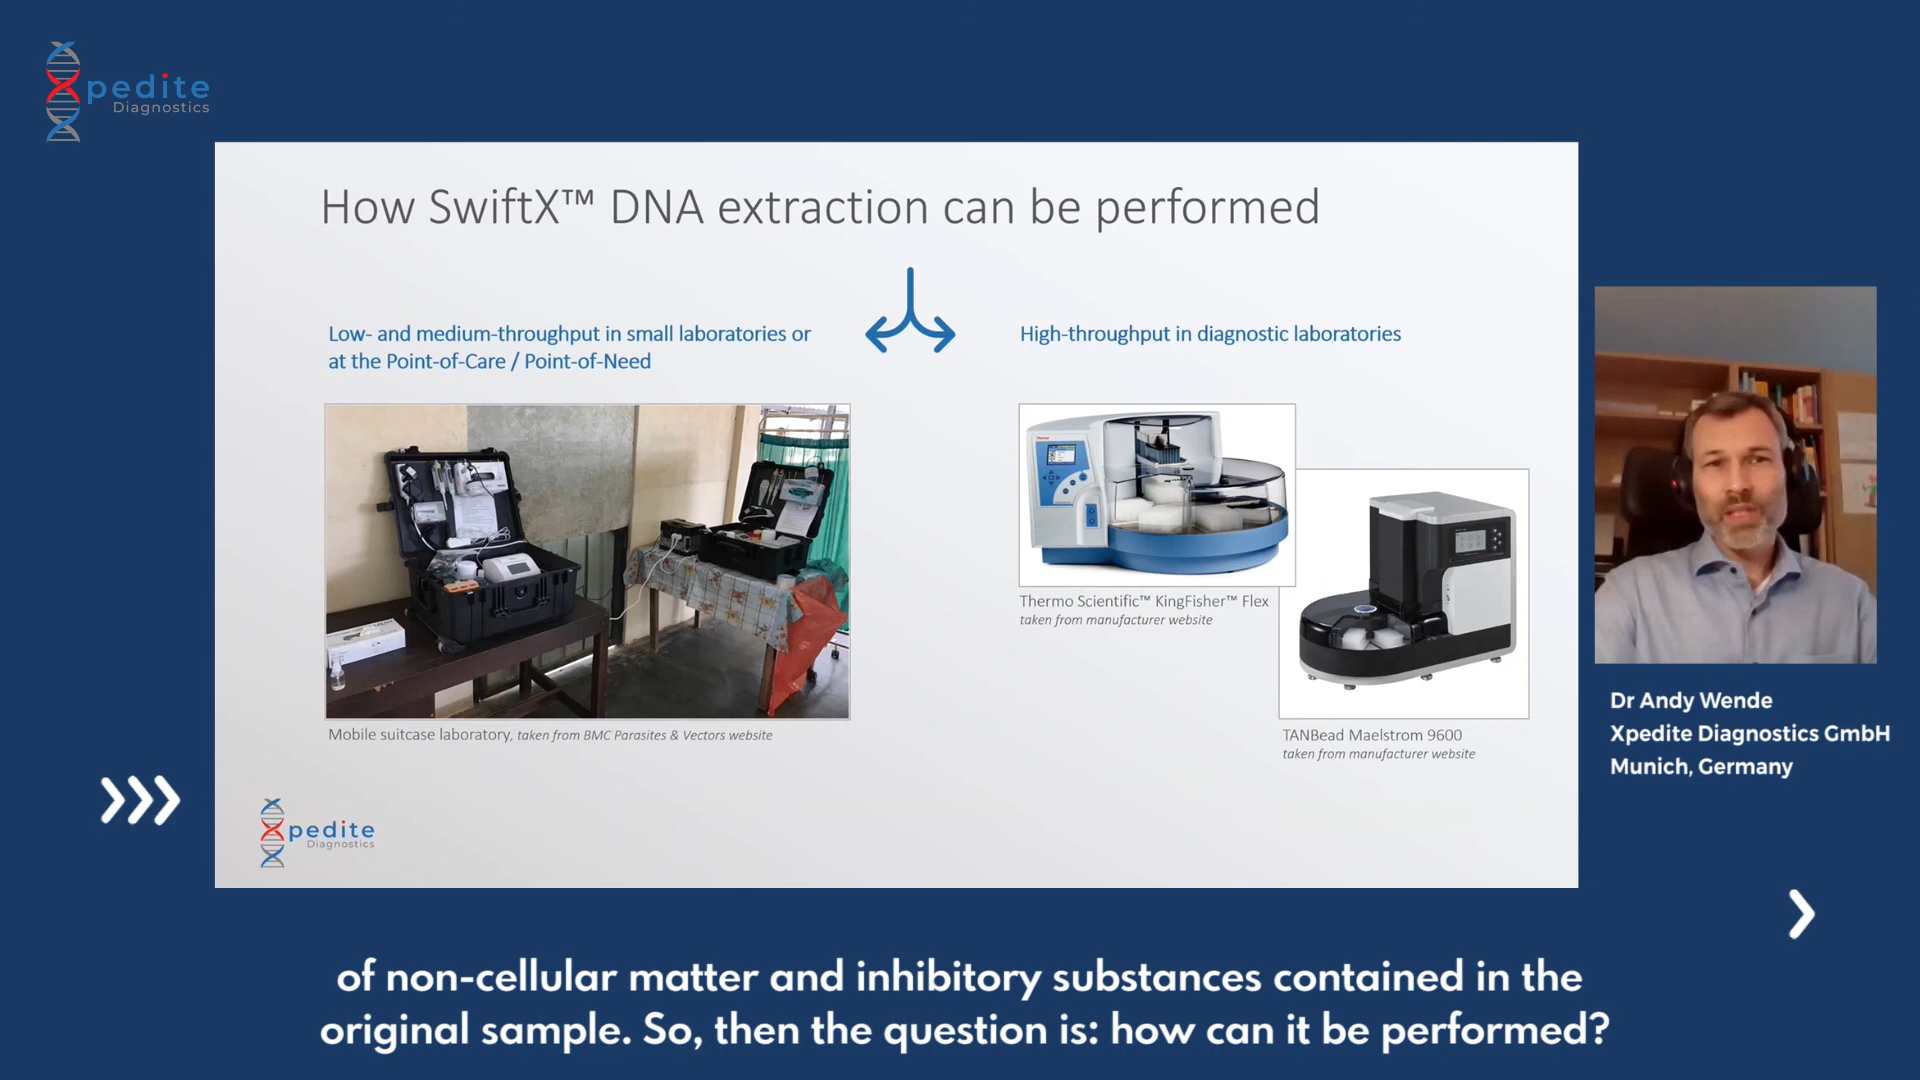 Xpedite
Diagnostics
How SwiftX™ DNA extraction can be performed
Low- and medium-throughput in small laboratories or
at the Point-of-Care / Point-of-Need
High-throughput in diagnostic laboratories
Thermo Scientific™ KingFisher™ Flex
taken from manufacturer website
Mobile suitcase laboratory, taken from BMC Parasites & Vectors website
TANBead Maelstrom 9600
taken from manufacturer website
Xpedite
Diagnostics
Dr Andy Wende
Xpedite Diagnostics GmbH
Munich, Germany
of non-cellular matter and inhibitory substances contained in the
original sample. So, then the question is: how can it be performed?